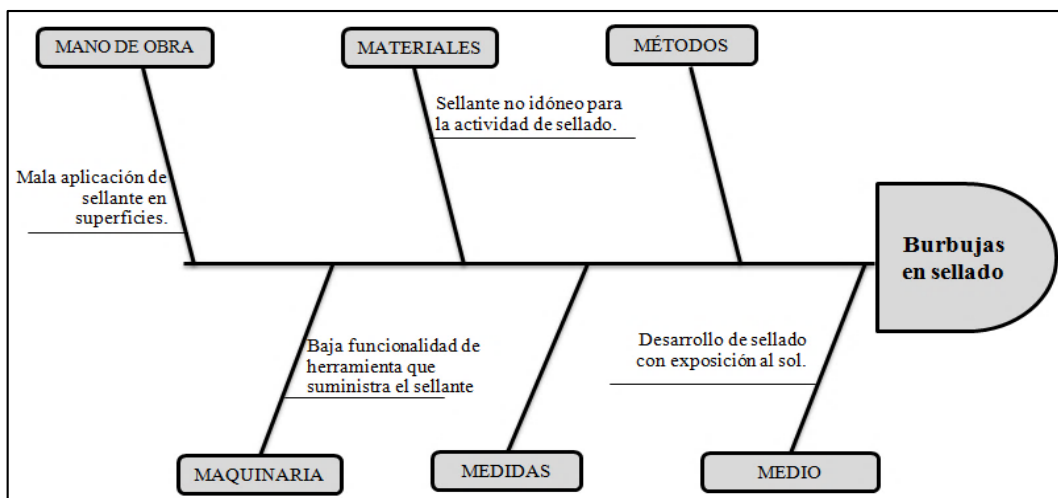 MANO DE OBRA
MATERIALES
MÉTODOS
Sellante no idóneo para
la actividad de sellado.
Mala aplicación de
sellante en
superficies.
Burbujas
en sellado
Baja funcionalidad de
herramienta que
suministra el sellante
Desarrollo de sellado
con exposición al sol.
MAQUINARIA
MEDIDAS
MEDIO